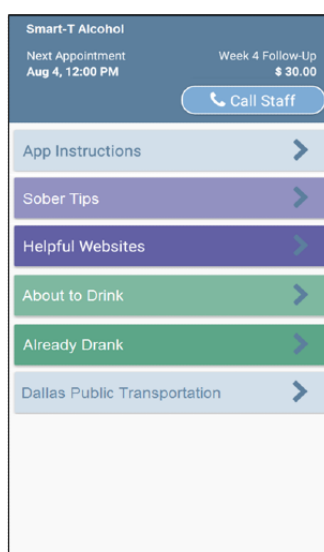 Smart-T Alcohol
Next Appointment
Week 4 Follow-Up
Aug 4, 12:00 PM
$ 30.00
Call Staff
App Instructions
Sober Tips
Helpful Websites
About to Drink
Already Drank
Dallas Public Transportation